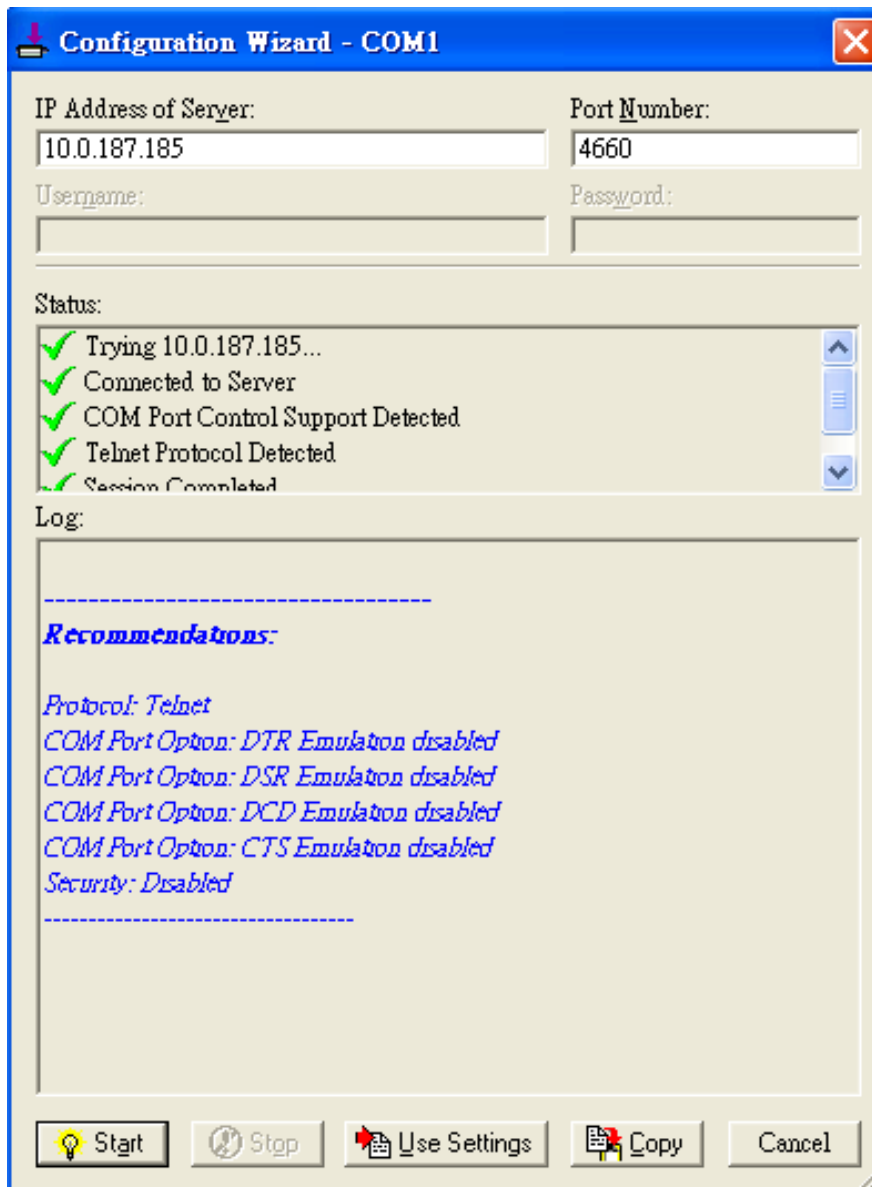 Configuration Wizard - COM1
IP Address of Server: Port Number:
10.0.187.185 4660
Username: Password:
Status:
Trying 10.0.187.185...
Connected to Server
COM Port Control Support Detected
Telnet Protocol Detected
Session Completed
Log:
-----------------------------------
Recommendations:
Protocol: Telnet
COM Port Option: DTR Emulation disabled
COM Port Option: DSR Emulation disabled
COM Port Option: DCD Emulation disabled
COM Port Option: CTS Emulation disabled
Security: Disabled
-----------------------------------
Start Stop Use Settings Copy Cancel